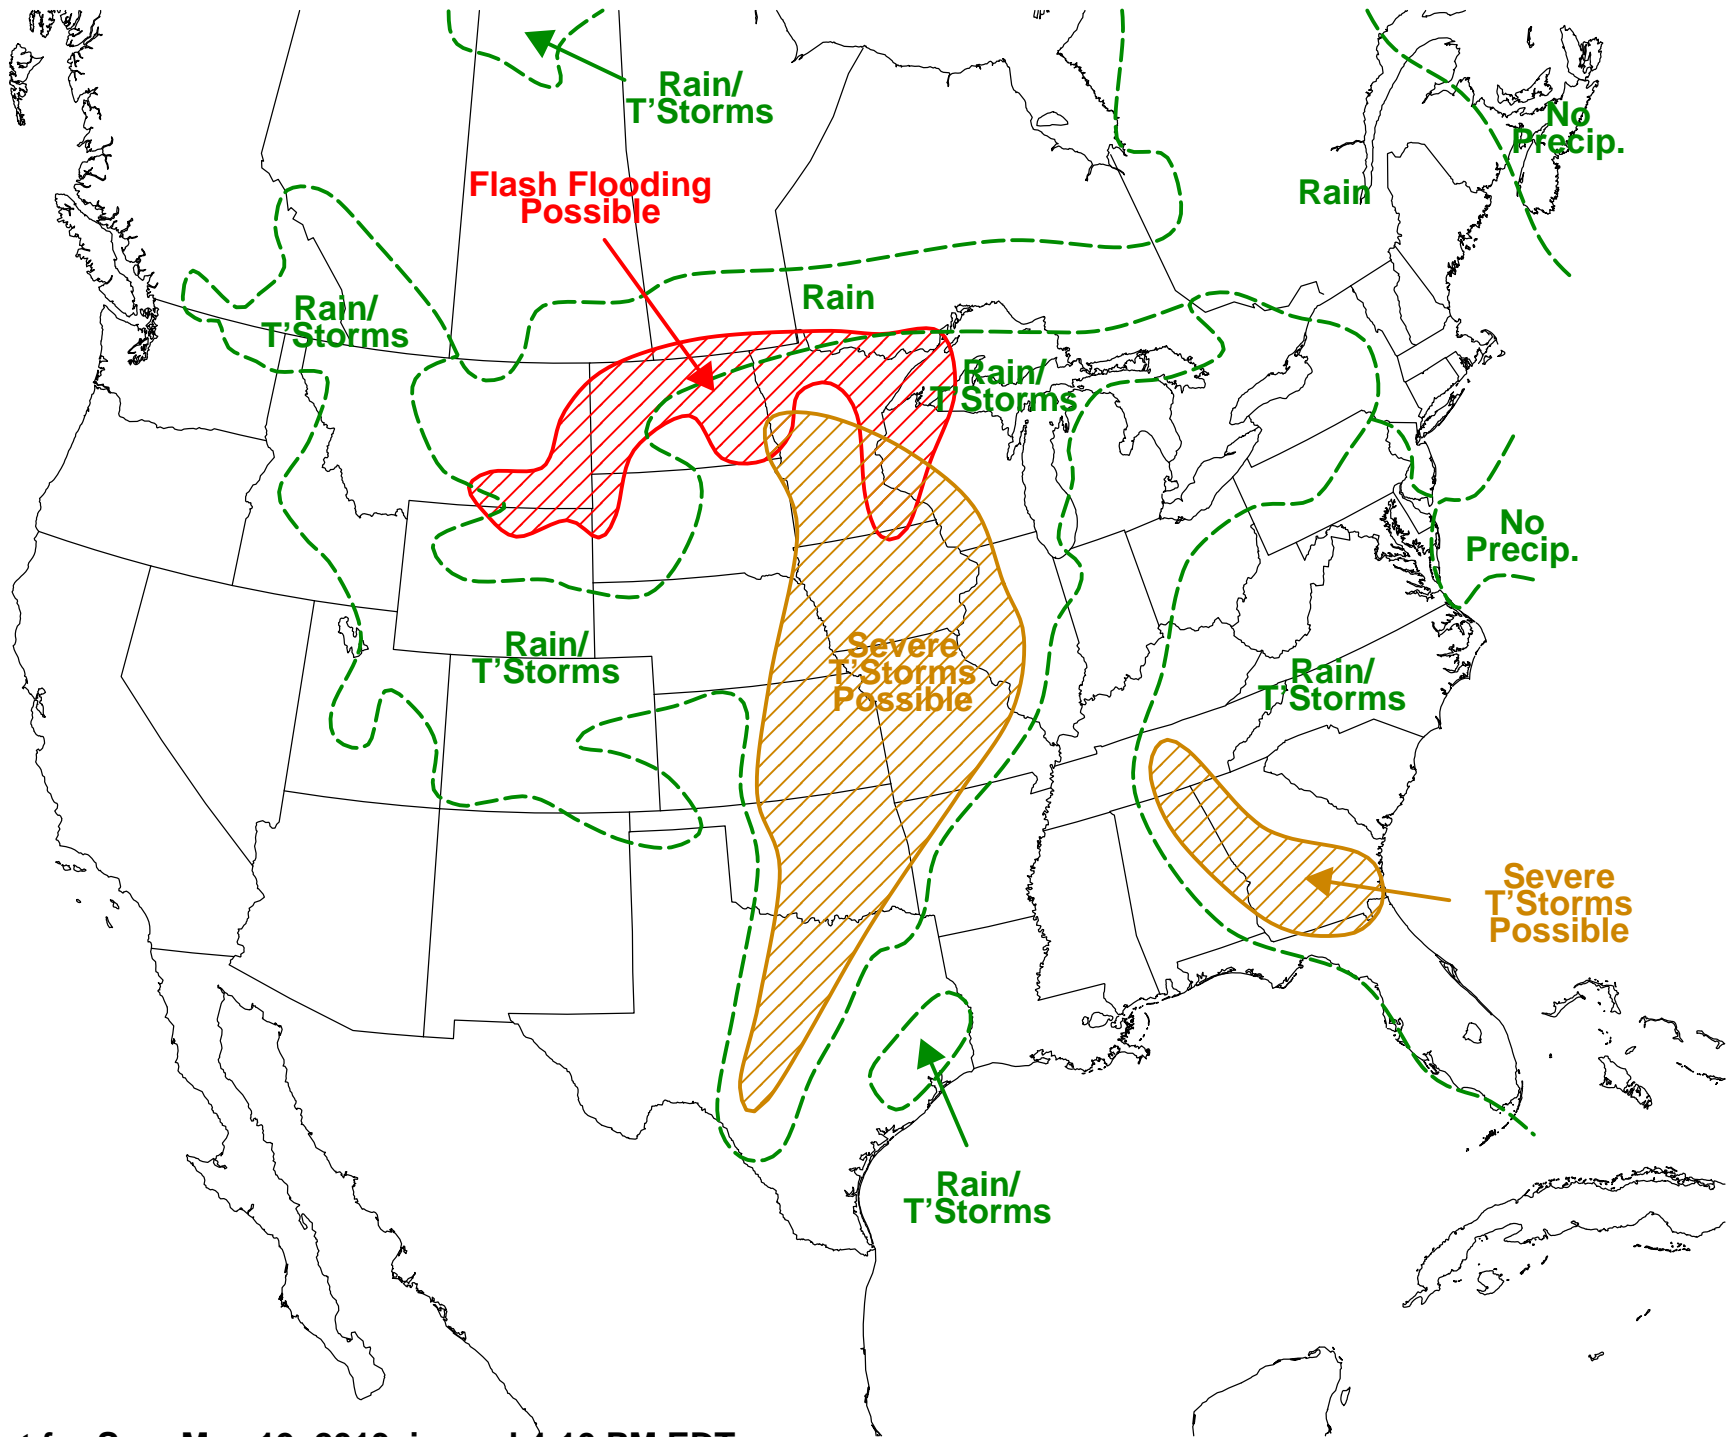 Rain/
T’Storms
No
Precip.
Flash Flooding
Possible
Rain
Rain/
T’Storms
Rain
Rain/
T’Storms
No
Precip.
Rain/
T’Storms
Severe
T’Storms
Possible
Rain/
T’Storms
Severe
T’Storms
Possible
Rain/
T’Storms